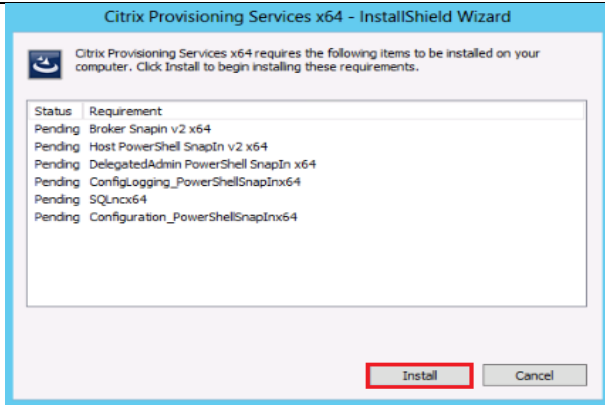 Citrix Provisioning Services x64 - InstallShield Wizard
Citrix Provisioning Services x64 requires the following items to be installed on your
computer. Click Install to begin installing these requirements.
Status Requirement
Pending Broker Snapin v2 x64
Pending Host PowerShell SnapIn v2 x64
Pending DelegatedAdmin PowerShell SnapIn x64
Pending ConfigLogging_PowerShellSnapInx64
Pending SQLncx64
Pending Configuration_PowerShellSnapInx64
Install Cancel